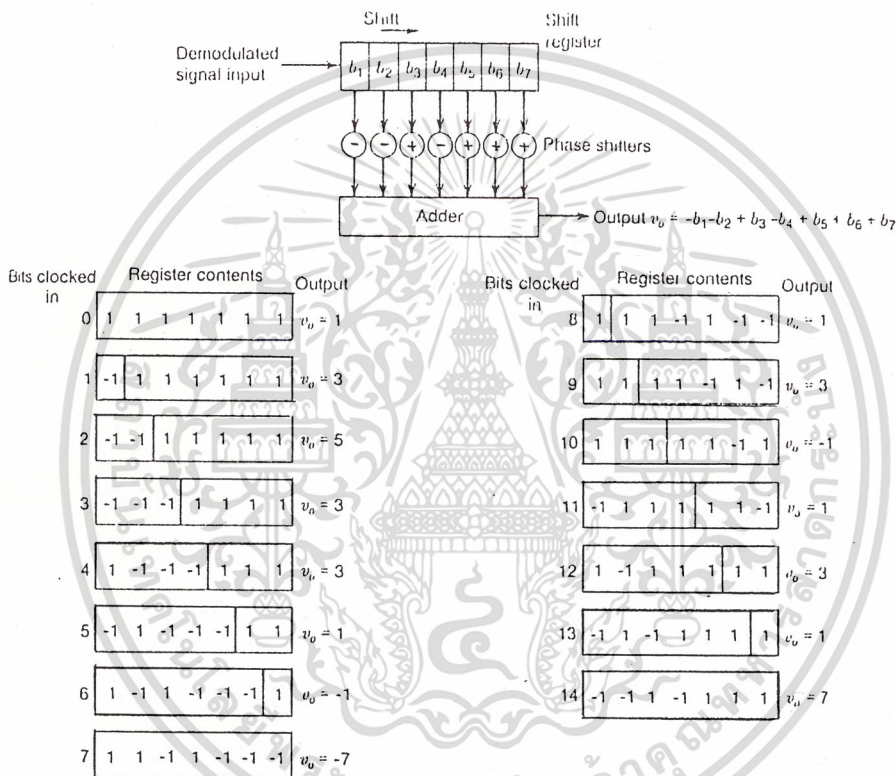 Shift
Shift register
Demodulated signal input
b₁ b₂ b₃ b₄ b₅ b₆ b₇
- - + - + + +
Phase shifters
Adder
Output v₀ = -b₁-b₂ + b₃ -b₄ + b₅ + b₆ + b₇
Bits clocked in Register contents Output
0 1 1 1 1 1 1 1 v₀ = 1
1 -1 1 1 1 1 1 1 v₀ = 3
2 -1 -1 1 1 1 1 1 v₀ = 5
3 -1 -1 -1 1 1 1 1 v₀ = 3
4 1 -1 -1 -1 1 1 1 v₀ = 3
5 -1 1 -1 -1 -1 1 1 v₀ = 1
6 1 -1 1 -1 -1 -1 1 v₀ = -1
7 1 1 -1 1 -1 -1 -1 v₀ = -7
Bits clocked in Register contents Output
8 1 1 1 -1 1 -1 -1 v₀ = 1
9 1 1 1 1 -1 1 -1 v₀ = 3
10 1 1 1 1 1 -1 1 v₀ = -1
11 -1 1 1 1 1 1 -1 v₀ = 1
12 1 -1 1 1 1 1 1 v₀ = 3
13 -1 1 -1 1 1 1 1 v₀ = 1
14 -1 -1 1 -1 1 1 1 v₀ = 7